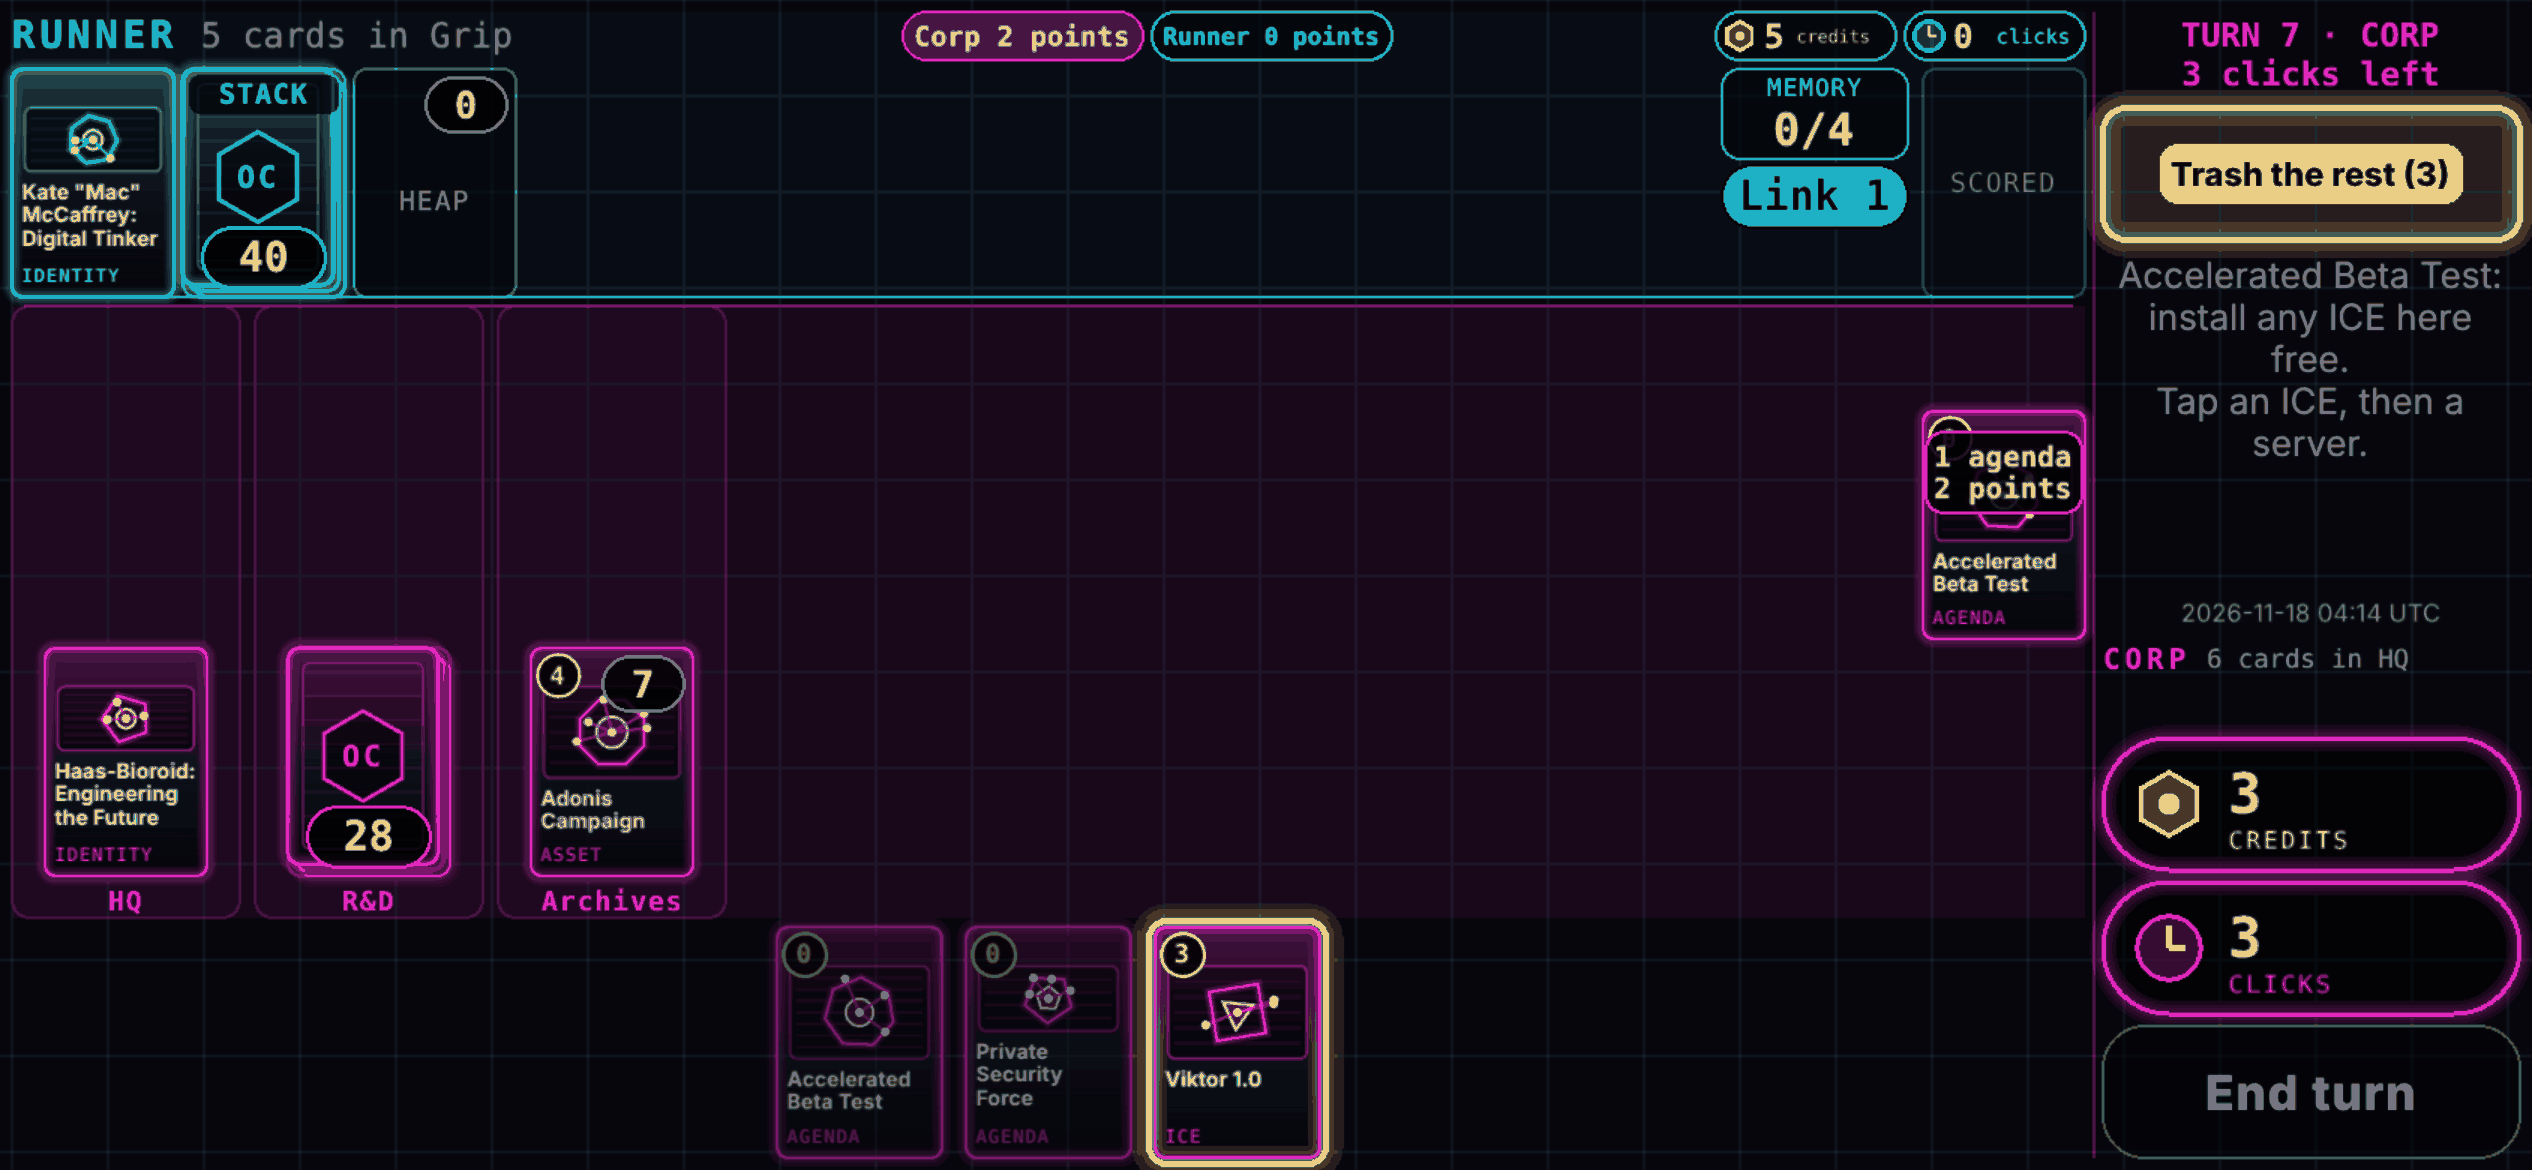 RUNNER 5 cards in Grip
Corp 2 points
Runner 0 points
5 credits
0 clicks
TURN 7 · CORP
3 clicks left
Kate "Mac"
McCaffrey:
Digital Tinker
IDENTITY
STACK
OC
40
0
HEAP
MEMORY
0/4
Link 1
SCORED
Trash the rest (3)
Accelerated Beta Test:
install any ICE here
free.
Tap an ICE, then a
server.
1 agenda
2 points
Accelerated
Beta Test
AGENDA
2026-11-18 04:14 UTC
CORP 6 cards in HQ
Haas-Bioroid:
Engineering
the Future
IDENTITY
HQ
OC
28
R&D
4
7
Adonis
Campaign
ASSET
Archives
3
CREDITS
3
CLICKS
End turn
0
Accelerated
Beta Test
AGENDA
0
Private
Security
Force
AGENDA
3
Viktor 1.0
ICE